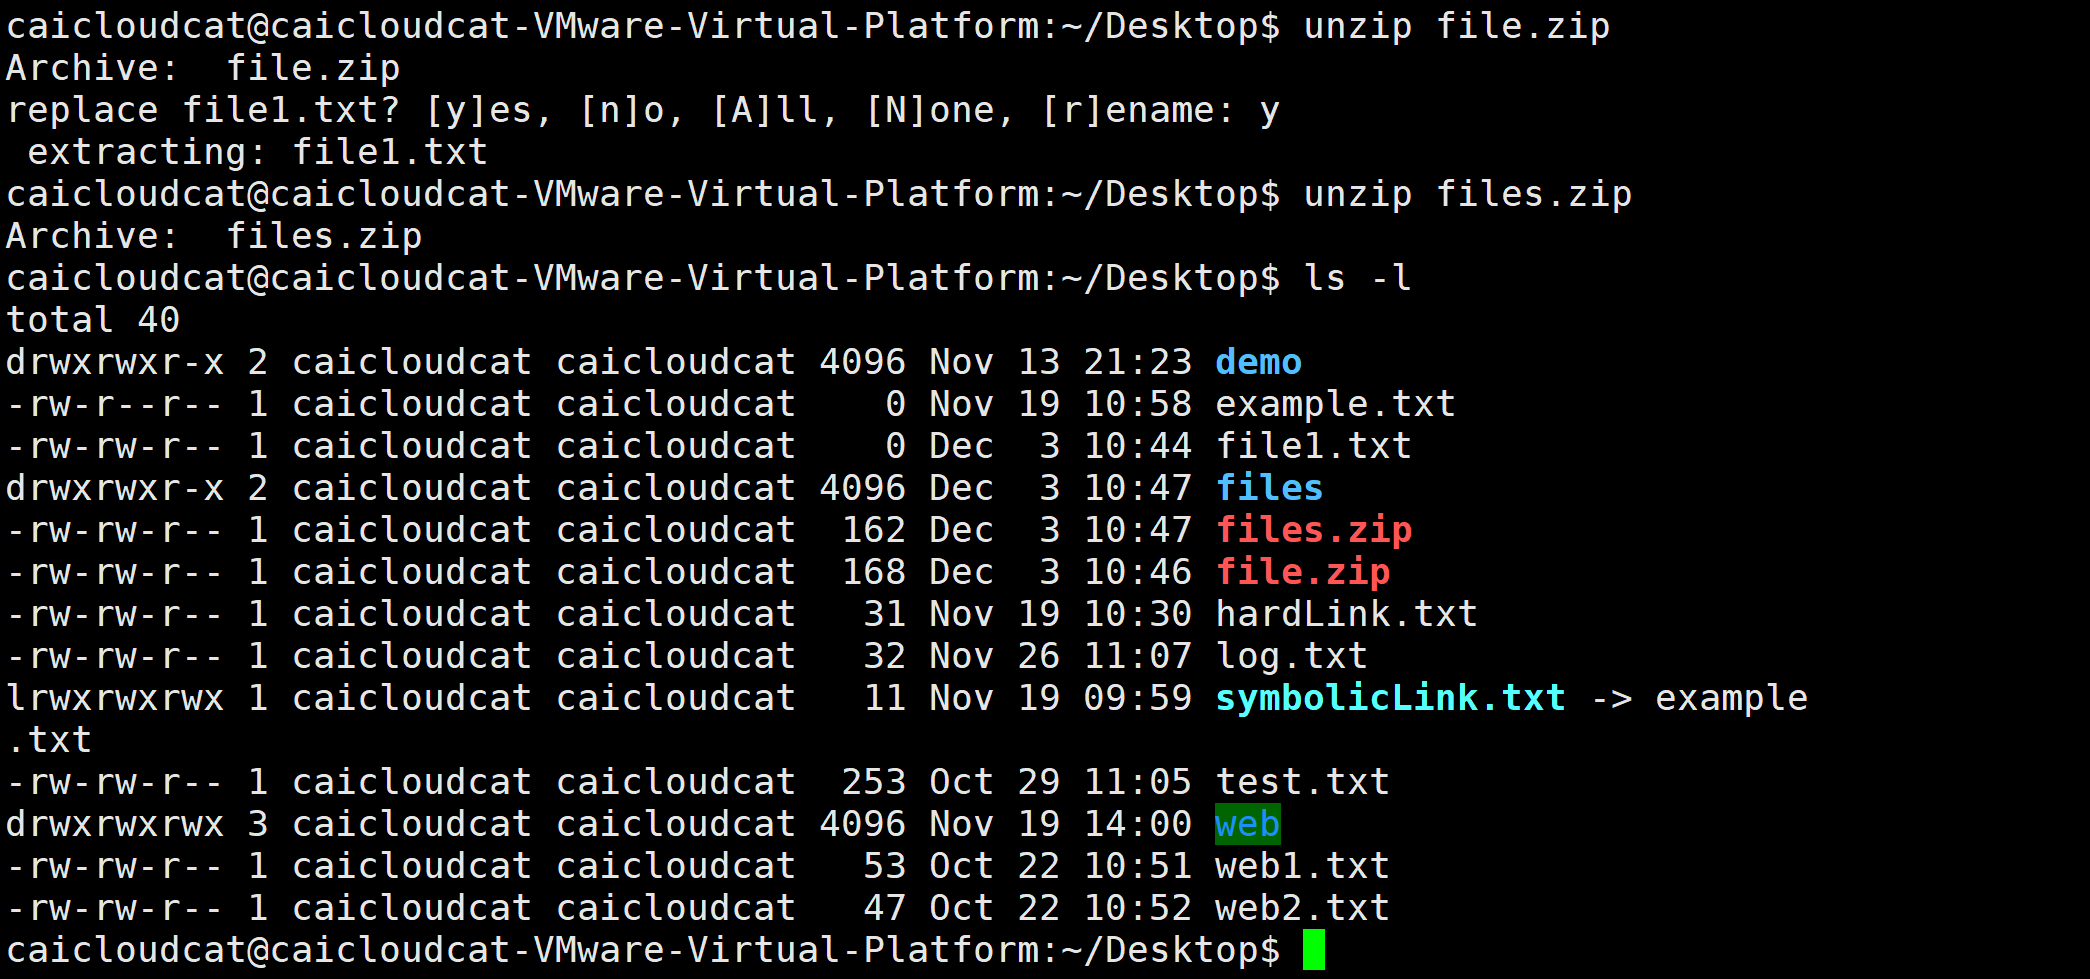 caicloudcat@caicloudcat-VMware-Virtual-Platform:~/Desktop$ unzip file.zip
Archive:  file.zip
replace file1.txt? [y]es, [n]o, [A]ll, [N]one, [r]ename: y
 extracting: file1.txt
caicloudcat@caicloudcat-VMware-Virtual-Platform:~/Desktop$ unzip files.zip
Archive:  files.zip
caicloudcat@caicloudcat-VMware-Virtual-Platform:~/Desktop$ ls -l
total 40
drwxrwxr-x 2 caicloudcat caicloudcat 4096 Nov 13 21:23 demo
-rw-r--r-- 1 caicloudcat caicloudcat    0 Nov 19 10:58 example.txt
-rw-rw-r-- 1 caicloudcat caicloudcat    0 Dec  3 10:44 file1.txt
drwxrwxr-x 2 caicloudcat caicloudcat 4096 Dec  3 10:47 files
-rw-rw-r-- 1 caicloudcat caicloudcat  162 Dec  3 10:47 files.zip
-rw-rw-r-- 1 caicloudcat caicloudcat  168 Dec  3 10:46 file.zip
-rw-rw-r-- 1 caicloudcat caicloudcat   31 Nov 19 10:30 hardLink.txt
-rw-rw-r-- 1 caicloudcat caicloudcat   32 Nov 26 11:07 log.txt
lrwxrwxrwx 1 caicloudcat caicloudcat   11 Nov 19 09:59 symbolicLink.txt -> example
.txt
-rw-rw-r-- 1 caicloudcat caicloudcat  253 Oct 29 11:05 test.txt
drwxrwxrwx 3 caicloudcat caicloudcat 4096 Nov 19 14:00 web
-rw-rw-r-- 1 caicloudcat caicloudcat   53 Oct 22 10:51 web1.txt
-rw-rw-r-- 1 caicloudcat caicloudcat   47 Oct 22 10:52 web2.txt
caicloudcat@caicloudcat-VMware-Virtual-Platform:~/Desktop$